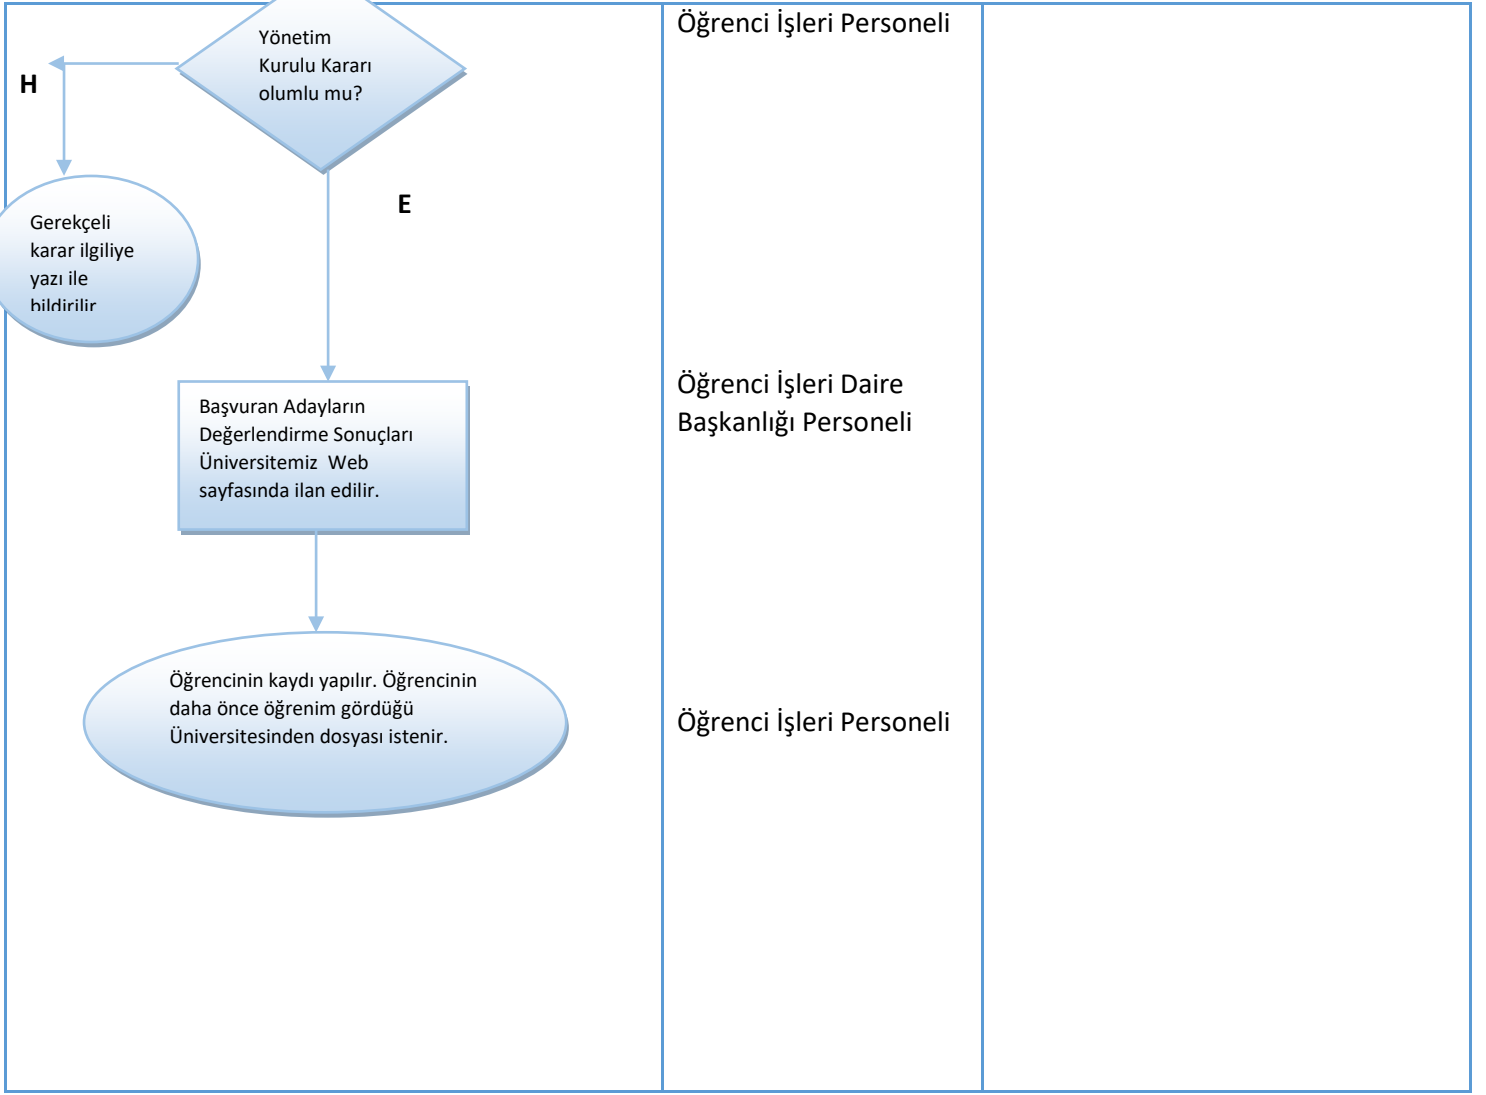 Yönetim
Kurulu Kararı
olumlu mu?
H
E
Gerekçeli
karar ilgiliye
yazı ile
bildirilir
Başvuran Adayların
Değerlendirme Sonuçları
Üniversitemiz  Web
sayfasında ilan edilir.
Öğrencinin kaydı yapılır. Öğrencinin
daha önce öğrenim gördüğü
Üniversitesinden dosyası istenir.
Öğrenci İşleri Personeli
Öğrenci İşleri Daire
Başkanlığı Personeli
Öğrenci İşleri Personeli